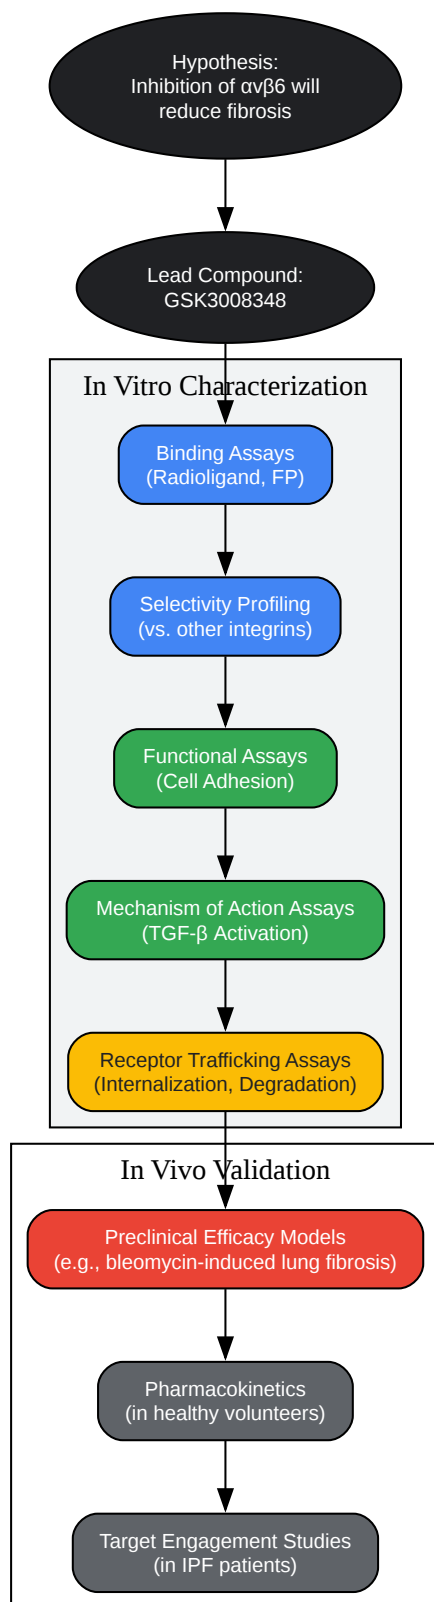 Hypothesis:
Inhibition of αvβ6 will
reduce fibrosis
Lead Compound:
GSK3008348
In Vitro Characterization
Binding Assays
(Radioligand, FP)
Selectivity Profiling
(vs. other integrins)
Functional Assays
(Cell Adhesion)
Mechanism of Action Assays
(TGF-β Activation)
Receptor Trafficking Assays
(Internalization, Degradation)
In Vivo Validation
Preclinical Efficacy Models
(e.g., bleomycin-induced lung fibrosis)
Pharmacokinetics
(in healthy volunteers)
Target Engagement Studies
(in IPF patients)